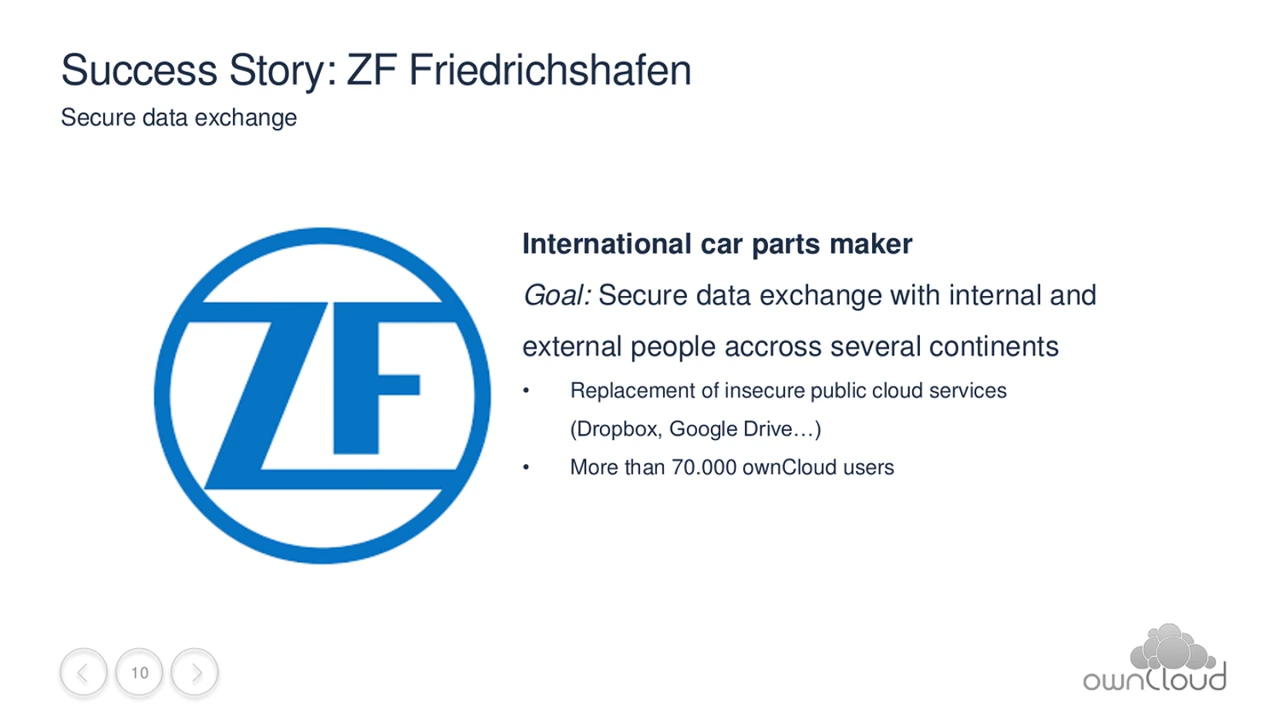 Success Story: ZF Friedrichshafen
Secure data exchange
ZF
International car parts maker
Goal: Secure data exchange with internal and
external people accross several continents
• Replacement of insecure public cloud services
(Dropbox, Google Drive…)
• More than 70.000 ownCloud users
10
ownCloud